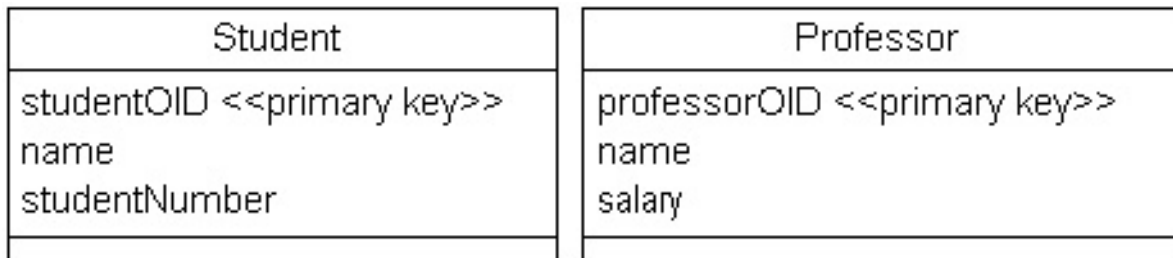 Student
studentOID <<primary key>>
name
studentNumber
Professor
professorOID <<primary key>>
name
salary